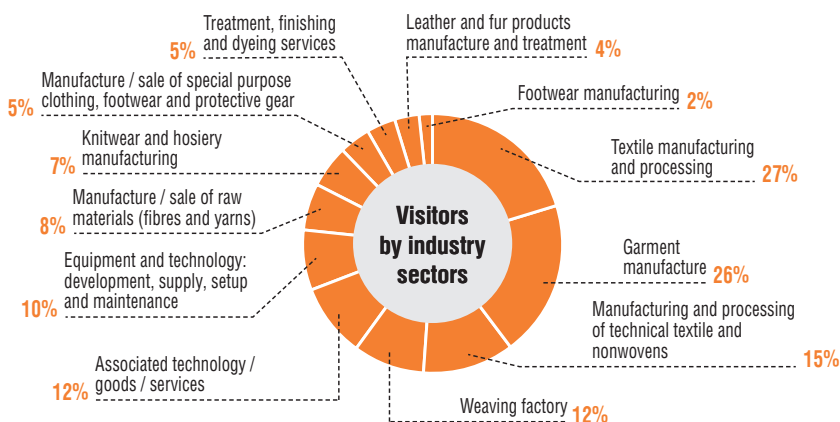 Treatment, finishing
and dyeing services
5%
Leather and fur products
manufacture and treatment
4%
Manufacture / sale of special purpose
clothing, footwear and protective gear
5%
Footwear manufacturing
2%
Knitwear and hosiery
manufacturing
7%
Textile manufacturing
and processing
27%
Manufacture / sale of raw
materials (fibres and yarns)
8%
Visitors
by industry
sectors
Equipment and technology:
development, supply, setup
and maintenance
10%
Garment
manufacture
26%
Manufacturing and processing
of technical textile and
nonwovens
15%
Associated technology /
goods / services
12%
Weaving factory
12%